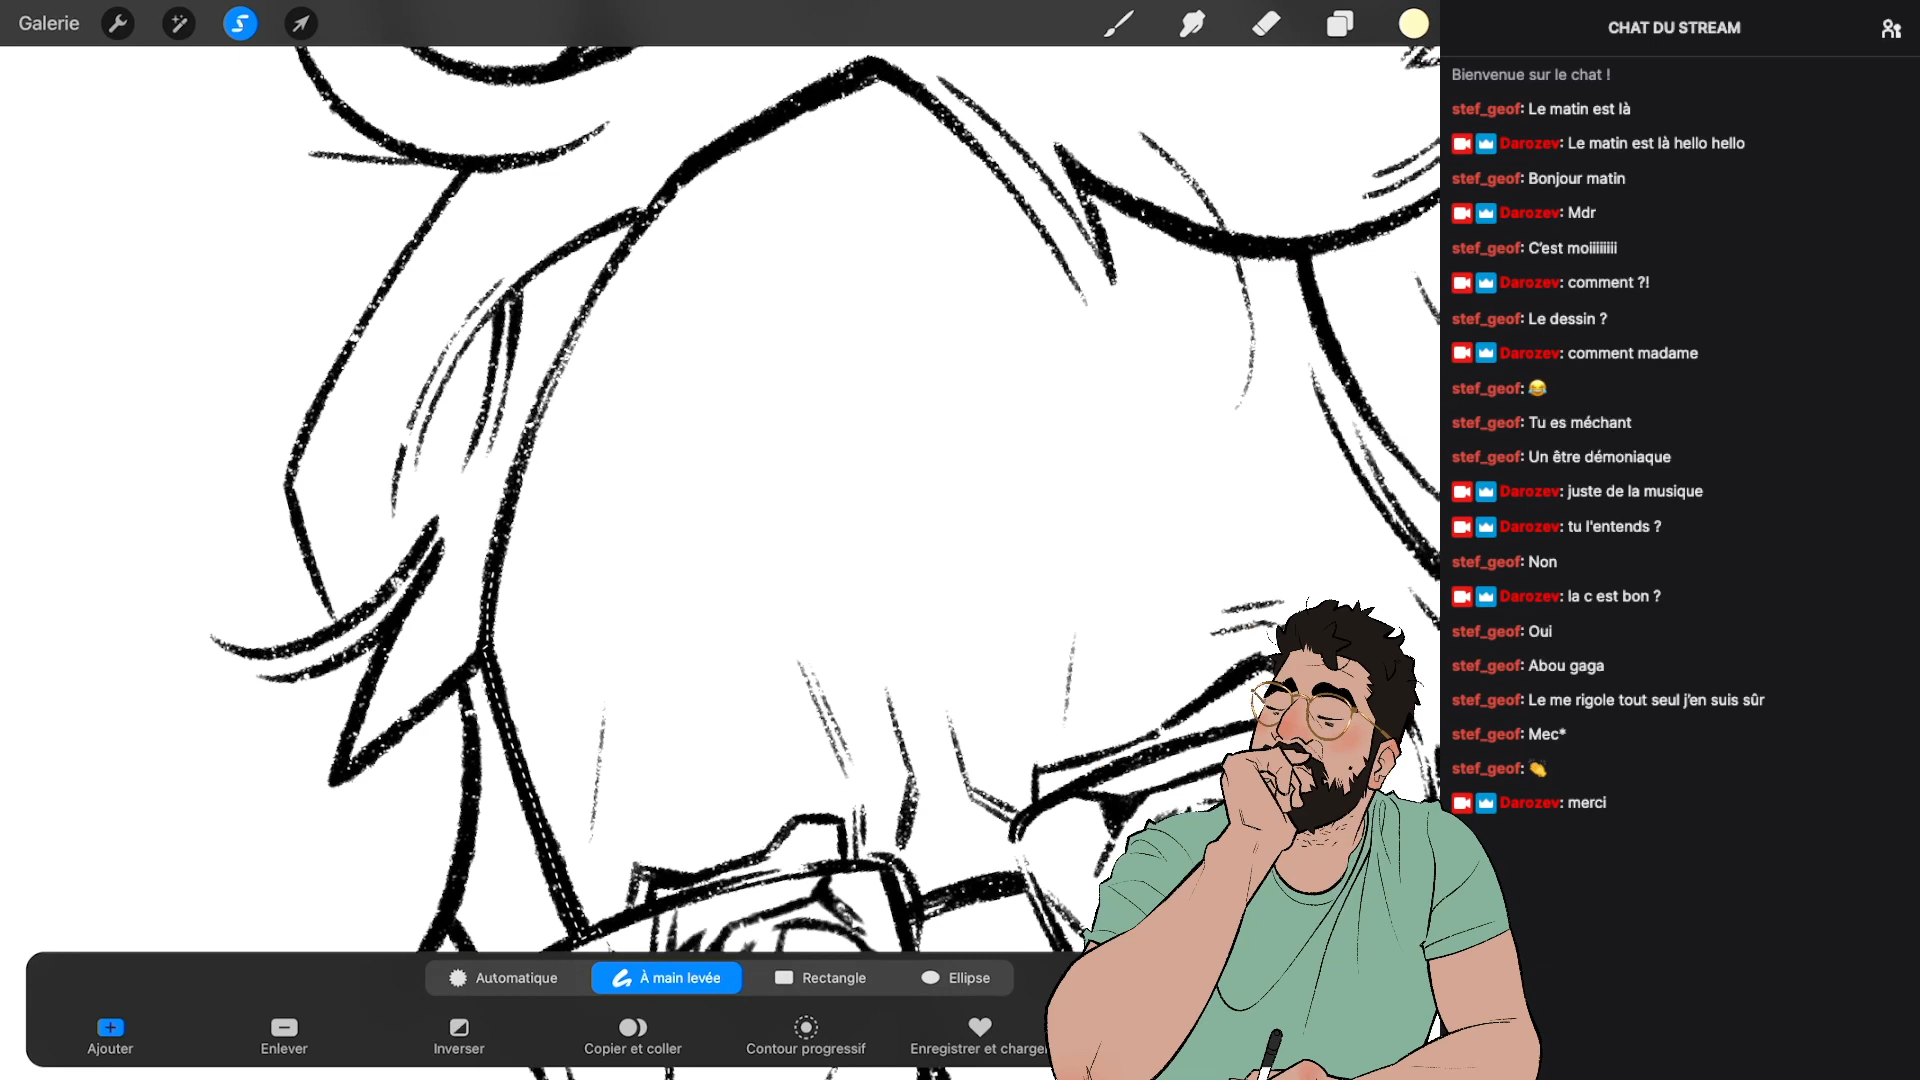 Galerie
CHAT DU STREAM
Bienvenue sur le chat !
stef_geof: Le matin est là
Darozev: Le matin est là hello hello
stef_geof: Bonjour matin
Darozev: Mdr
stef_geof: C'est moiiiiiiiii
Darozev: comment ?!
stef_geof: Le dessin ?
Darozev: comment madame
stef_geof: 😂
stef_geof: Tu es méchant
stef_geof: Un être démoniaque
Darozev: juste de la musique
Darozev: tu l'entends ?
stef_geof: Non
Darozev: la c est bon ?
stef_geof: Oui
stef_geof: Abou gaga
stef_geof: Le me rigole tout seul j'en suis sûr
stef_geof: Mec*
stef_geof: 👏
Darozev: merci
Automatique
À main levée
Rectangle
Ellipse
Ajouter
Enlever
Inverser
Copier et coller
Contour progressif
Enregistrer et charger